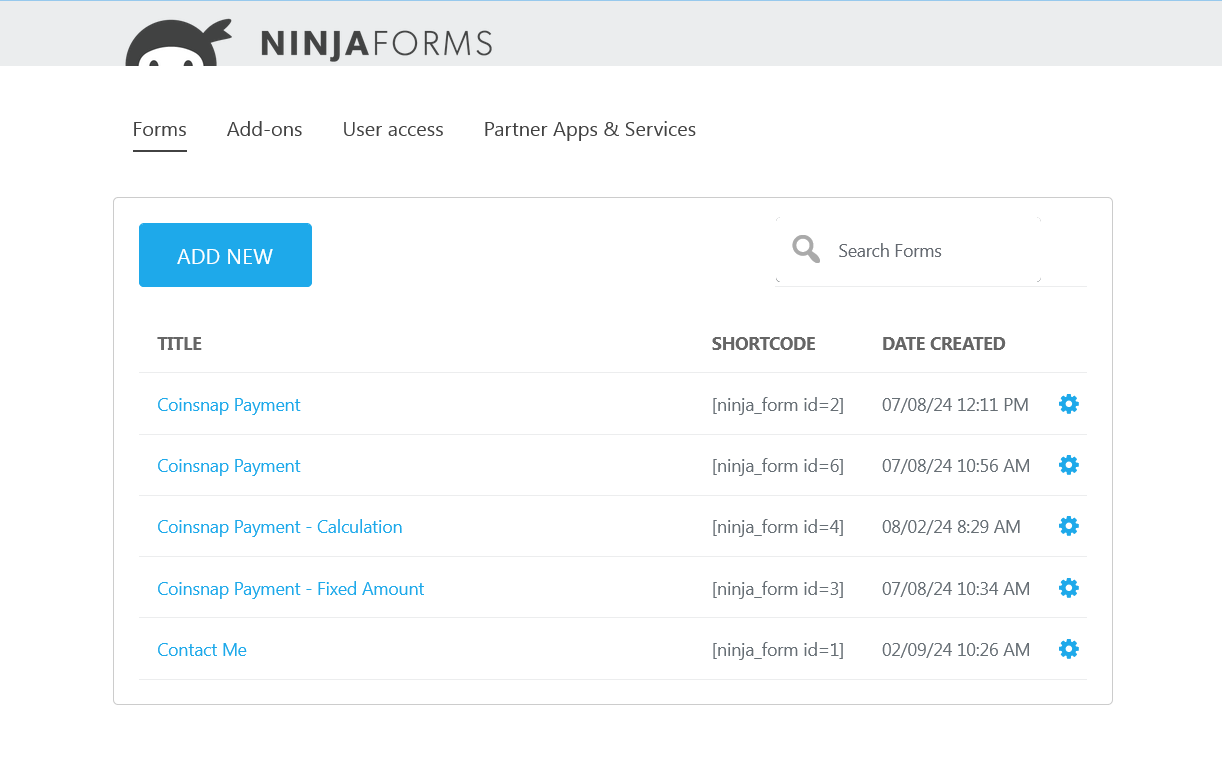 NINJAFORMS
Forms Add-ons User access Partner Apps & Services
ADD NEW Search Forms
TITLE SHORTCODE DATE CREATED
Coinsnap Payment [ninja_form id=2] 07/08/24 12:11 PM
Coinsnap Payment [ninja_form id=6] 07/08/24 10:56 AM
Coinsnap Payment - Calculation [ninja_form id=4] 08/02/24 8:29 AM
Coinsnap Payment - Fixed Amount [ninja_form id=3] 07/08/24 10:34 AM
Contact Me [ninja_form id=1] 02/09/24 10:26 AM